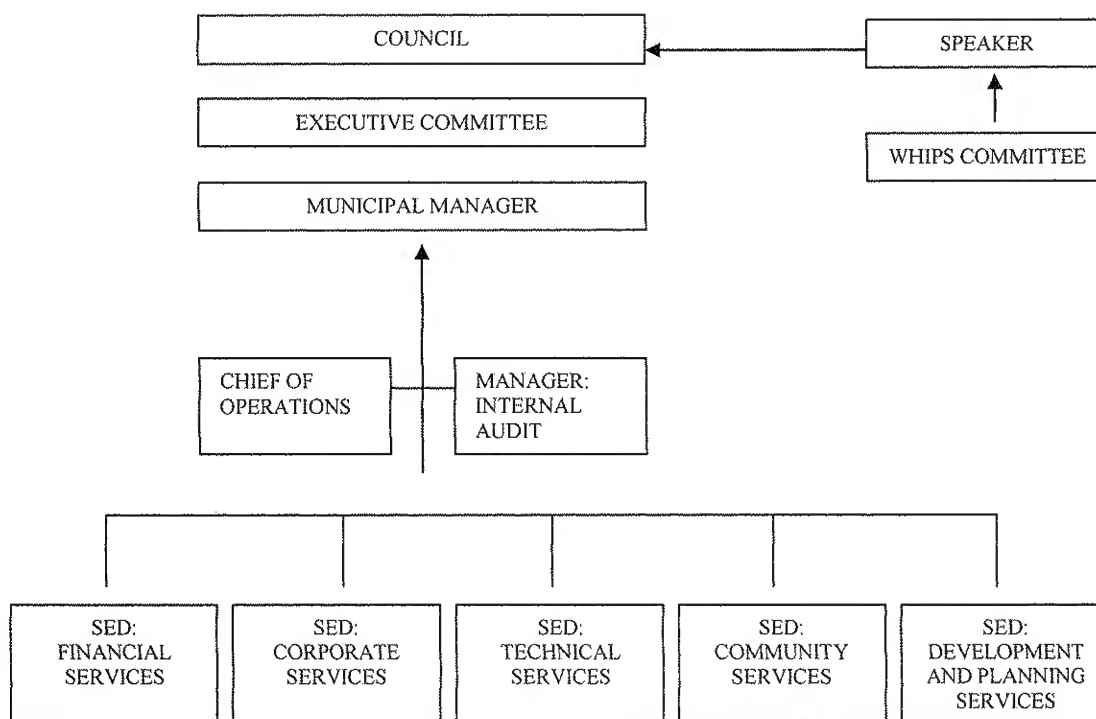 COUNCIL
SPEAKER
EXECUTIVE COMMITTEE
WHIPS COMMITTEE
MUNICIPAL MANAGER
CHIEF OF
OPERATIONS
MANAGER:
INTERNAL
AUDIT
SED:
FINANCIAL
SERVICES
SED:
CORPORATE
SERVICES
SED:
TECHNICAL
SERVICES
SED:
COMMUNITY
SERVICES
SED:
DEVELOPMENT
AND PLANNING
SERVICES